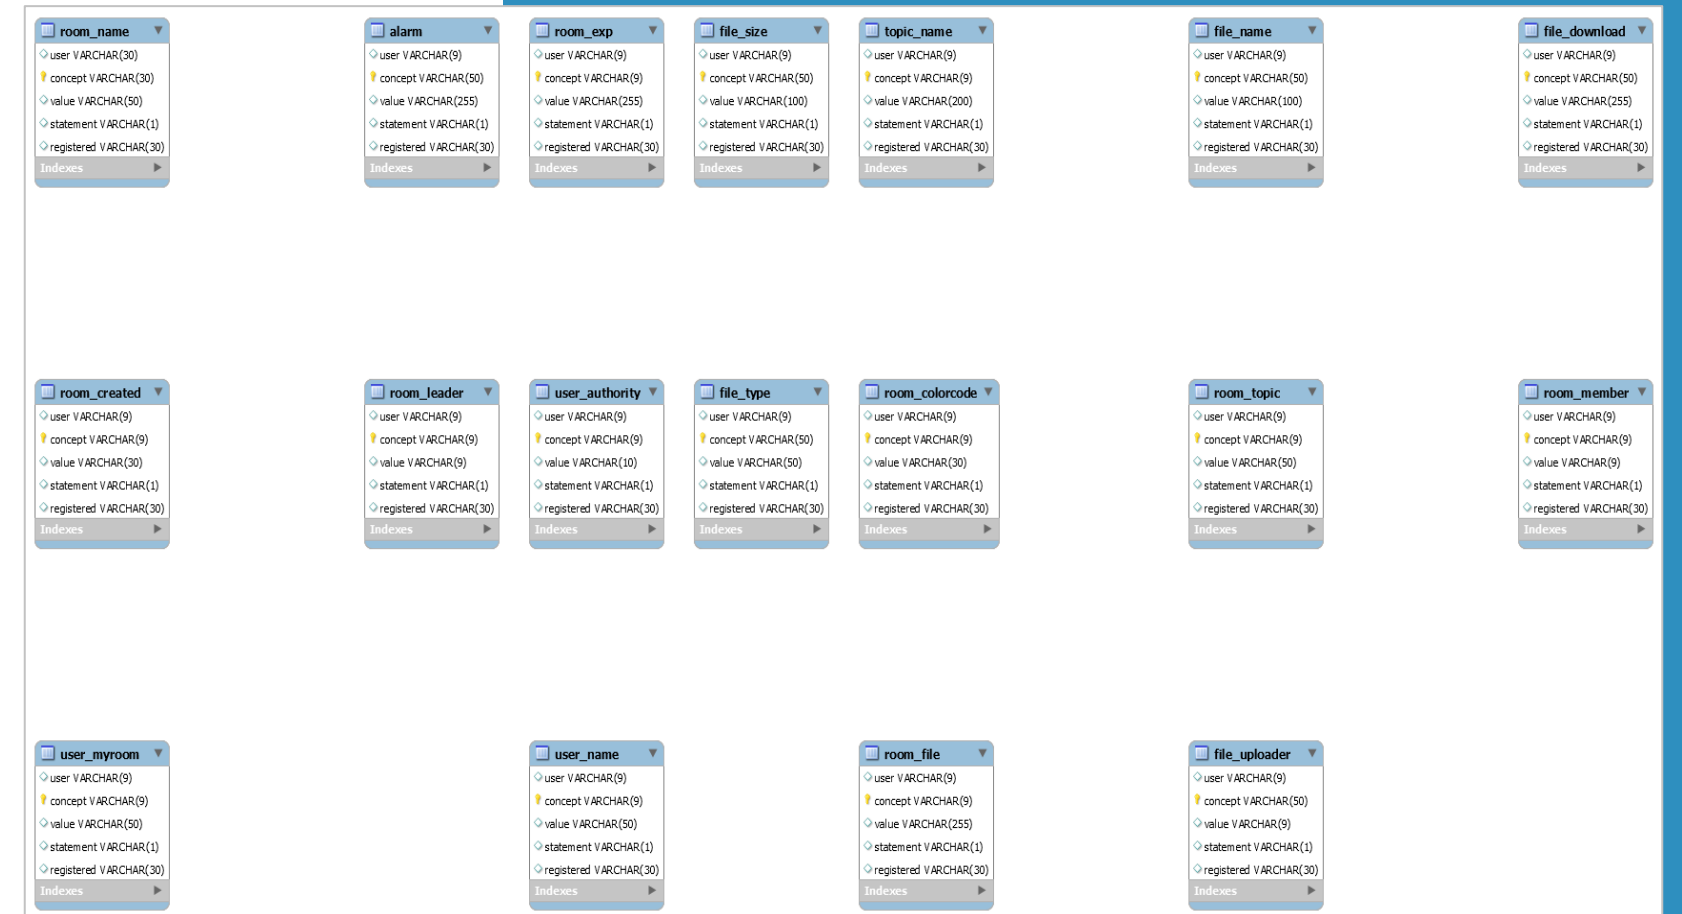 room_name
user VARCHAR(30)
concept VARCHAR(30)
value VARCHAR(50)
statement VARCHAR(1)
registered VARCHAR(30)
Indexes
alarm
user VARCHAR(9)
concept VARCHAR(50)
value VARCHAR(255)
statement VARCHAR(1)
registered VARCHAR(30)
Indexes
room_exp
user VARCHAR(9)
concept VARCHAR(9)
value VARCHAR(255)
statement VARCHAR(1)
registered VARCHAR(30)
Indexes
file_size
user VARCHAR(9)
concept VARCHAR(50)
value VARCHAR(100)
statement VARCHAR(1)
registered VARCHAR(30)
Indexes
topic_name
user VARCHAR(9)
concept VARCHAR(9)
value VARCHAR(200)
statement VARCHAR(1)
registered VARCHAR(30)
Indexes
file_name
user VARCHAR(9)
concept VARCHAR(50)
value VARCHAR(100)
statement VARCHAR(1)
registered VARCHAR(30)
Indexes
file_download
user VARCHAR(9)
concept VARCHAR(50)
value VARCHAR(255)
statement VARCHAR(1)
registered VARCHAR(30)
Indexes
room_created
user VARCHAR(9)
concept VARCHAR(9)
value VARCHAR(30)
statement VARCHAR(1)
registered VARCHAR(30)
Indexes
room_leader
user VARCHAR(9)
concept VARCHAR(9)
value VARCHAR(9)
statement VARCHAR(1)
registered VARCHAR(30)
Indexes
user_authority
user VARCHAR(9)
concept VARCHAR(9)
value VARCHAR(10)
statement VARCHAR(1)
registered VARCHAR(30)
Indexes
file_type
user VARCHAR(9)
concept VARCHAR(50)
value VARCHAR(50)
statement VARCHAR(1)
registered VARCHAR(30)
Indexes
room_colorcode
user VARCHAR(9)
concept VARCHAR(9)
value VARCHAR(30)
statement VARCHAR(1)
registered VARCHAR(30)
Indexes
room_topic
user VARCHAR(9)
concept VARCHAR(9)
value VARCHAR(50)
statement VARCHAR(1)
registered VARCHAR(30)
Indexes
room_member
user VARCHAR(9)
concept VARCHAR(9)
value VARCHAR(9)
statement VARCHAR(1)
registered VARCHAR(30)
Indexes
user_myroom
user VARCHAR(9)
concept VARCHAR(9)
value VARCHAR(50)
statement VARCHAR(1)
registered VARCHAR(30)
Indexes
user_name
user VARCHAR(9)
concept VARCHAR(9)
value VARCHAR(50)
statement VARCHAR(1)
registered VARCHAR(30)
Indexes
room_file
user VARCHAR(9)
concept VARCHAR(9)
value VARCHAR(255)
statement VARCHAR(1)
registered VARCHAR(30)
Indexes
file_uploader
user VARCHAR(9)
concept VARCHAR(50)
value VARCHAR(9)
statement VARCHAR(1)
registered VARCHAR(30)
Indexes